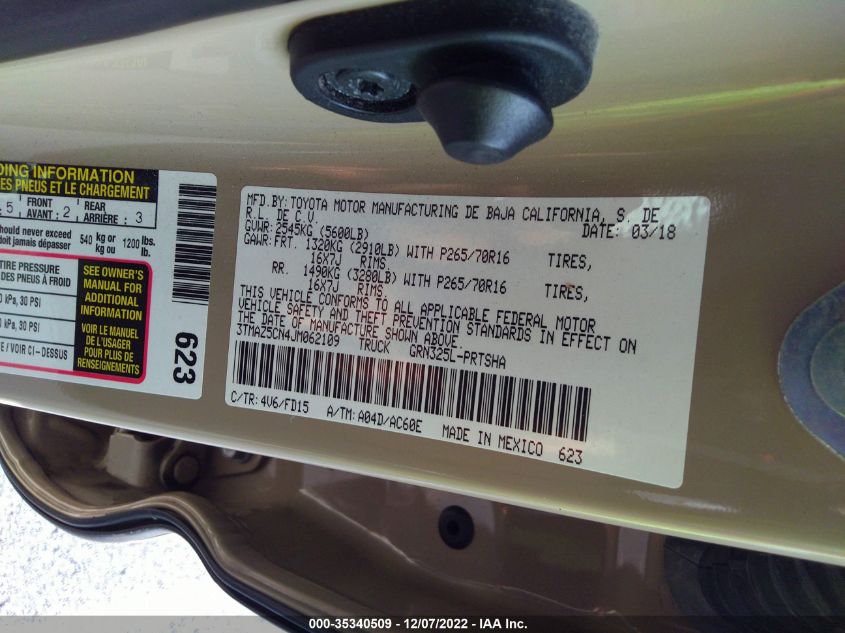 DING INFORMATION
DES PNEUS ET LE CHARGEMENT
5 FRONT AVANT : 2 REAR ARRIÈRE : 3
hould never exceed
doit jamais dépasser
540 kg or kg ou 1200 lbs. lb.
TIRE PRESSURE
DES PNEUS À FROID
kPa, 30 PSI
kPa, 30 PSI
E / VOIR CI - DESSUS
SEE OWNER'S
MANUAL FOR
ADDITIONAL
INFORMATION
VOIR LE MANUEL
DE L'USAGER
POUR PLUS DE
RENSEIGNEMENTS
623
MFD.BY:TOYOTA MOTOR MANUFACTURING DE BAJA CALIFORNIA, S. DE
R.L. DE C.V. DATE: 03/18
GVWR:2545KG (5600LB)
GAWR:FRT. 1320KG (2910LB) WITH P265/70R16 TIRES,
16X7J RIMS
RR. 1490KG (3280LB) WITH P265/70R16 TIRES,
16X7J RIMS
THIS VEHICLE CONFORMS TO ALL APPLICABLE FEDERAL MOTOR
VEHICLE SAFETY AND THEFT PREVENTION STANDARDS IN EFFECT ON
THE DATE OF MANUFACTURE SHOWN ABOVE.
3TMAZ5CN4JM062109 TRUCK GRN325L-PRTSHA
C/TR: 4V6/FD15 A/TM: A04D/AC60E MADE IN MEXICO 623
000-35340509 - 12/07/2022 - IAA Inc.